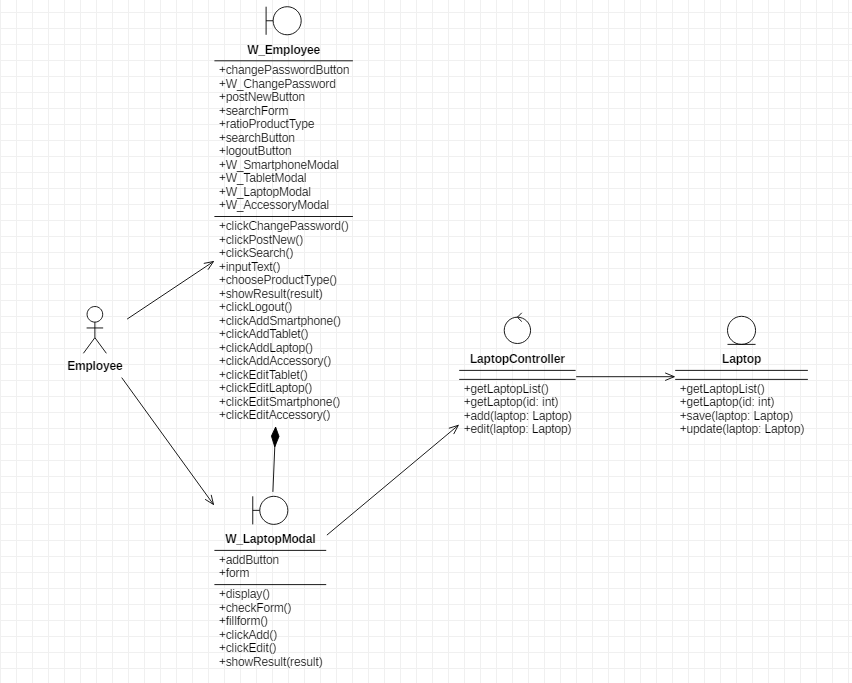 W_Employee
+changePasswordButton
+W_ChangePassword
+postNewButton
+searchForm
+ratioProductType
+searchButton
+logoutButton
+W_SmartphoneModal
+W_TabletModal
+W_LaptopModal
+W_AccessoryModal
+clickChangePassword()
+clickPostNew()
+clickSearch()
+inputText()
+chooseProductType()
+showResult(result)
+clickLogout()
+clickAddSmartphone()
+clickAddTablet()
+clickAddLaptop()
+clickAddAccessory()
+clickEditTablet()
+clickEditLaptop()
+clickEditSmartphone()
+clickEditAccessory()
Employee
LaptopController
+getLaptopList()
+getLaptop(id: int)
+add(laptop: Laptop)
+edit(laptop: Laptop)
Laptop
+getLaptopList()
+getLaptop(id: int)
+save(laptop: Laptop)
+update(laptop: Laptop)
W_LaptopModal
+addButton
+form
+display()
+checkForm()
+fillform()
+clickAdd()
+clickEdit()
+showResult(result)